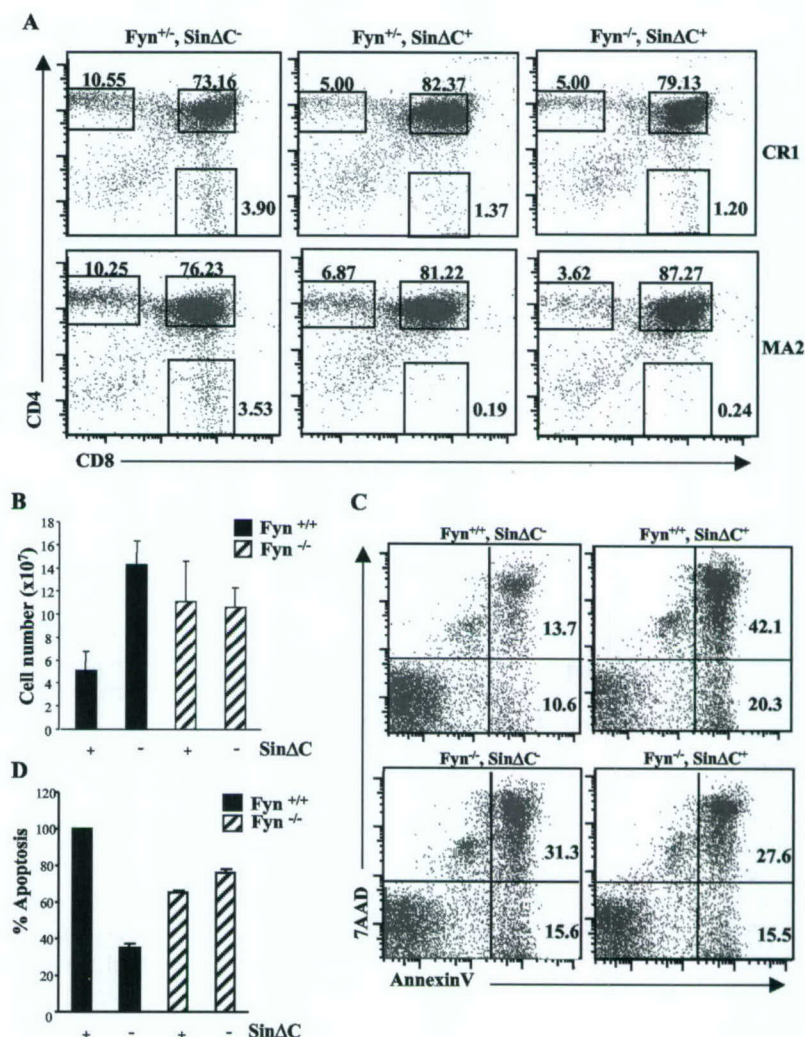 A
Fyn+/-, SinΔC-
Fyn+/-, SinΔC+
Fyn-/-, SinΔC+
10.55
73.16
5.00
82.37
5.00
79.13
CR1
3.90
1.37
1.20
10.25
76.23
6.87
81.22
3.62
87.27
MA2
3.53
0.19
0.24
CD4
CD8
B
Cell number (x10⁷)
18
16
14
12
10
8
6
4
2
0
Fyn +/+
Fyn -/-
+ - + - SinΔC
C
Fyn+/+, SinΔC-
Fyn+/+, SinΔC+
13.7
42.1
10.6
20.3
Fyn-/-, SinΔC-
Fyn-/-, SinΔC+
31.3
27.6
15.6
15.5
7AAD
AnnexinV
D
% Apoptosis
120
100
80
60
40
20
0
Fyn +/+
Fyn -/-
+ - + - SinΔC